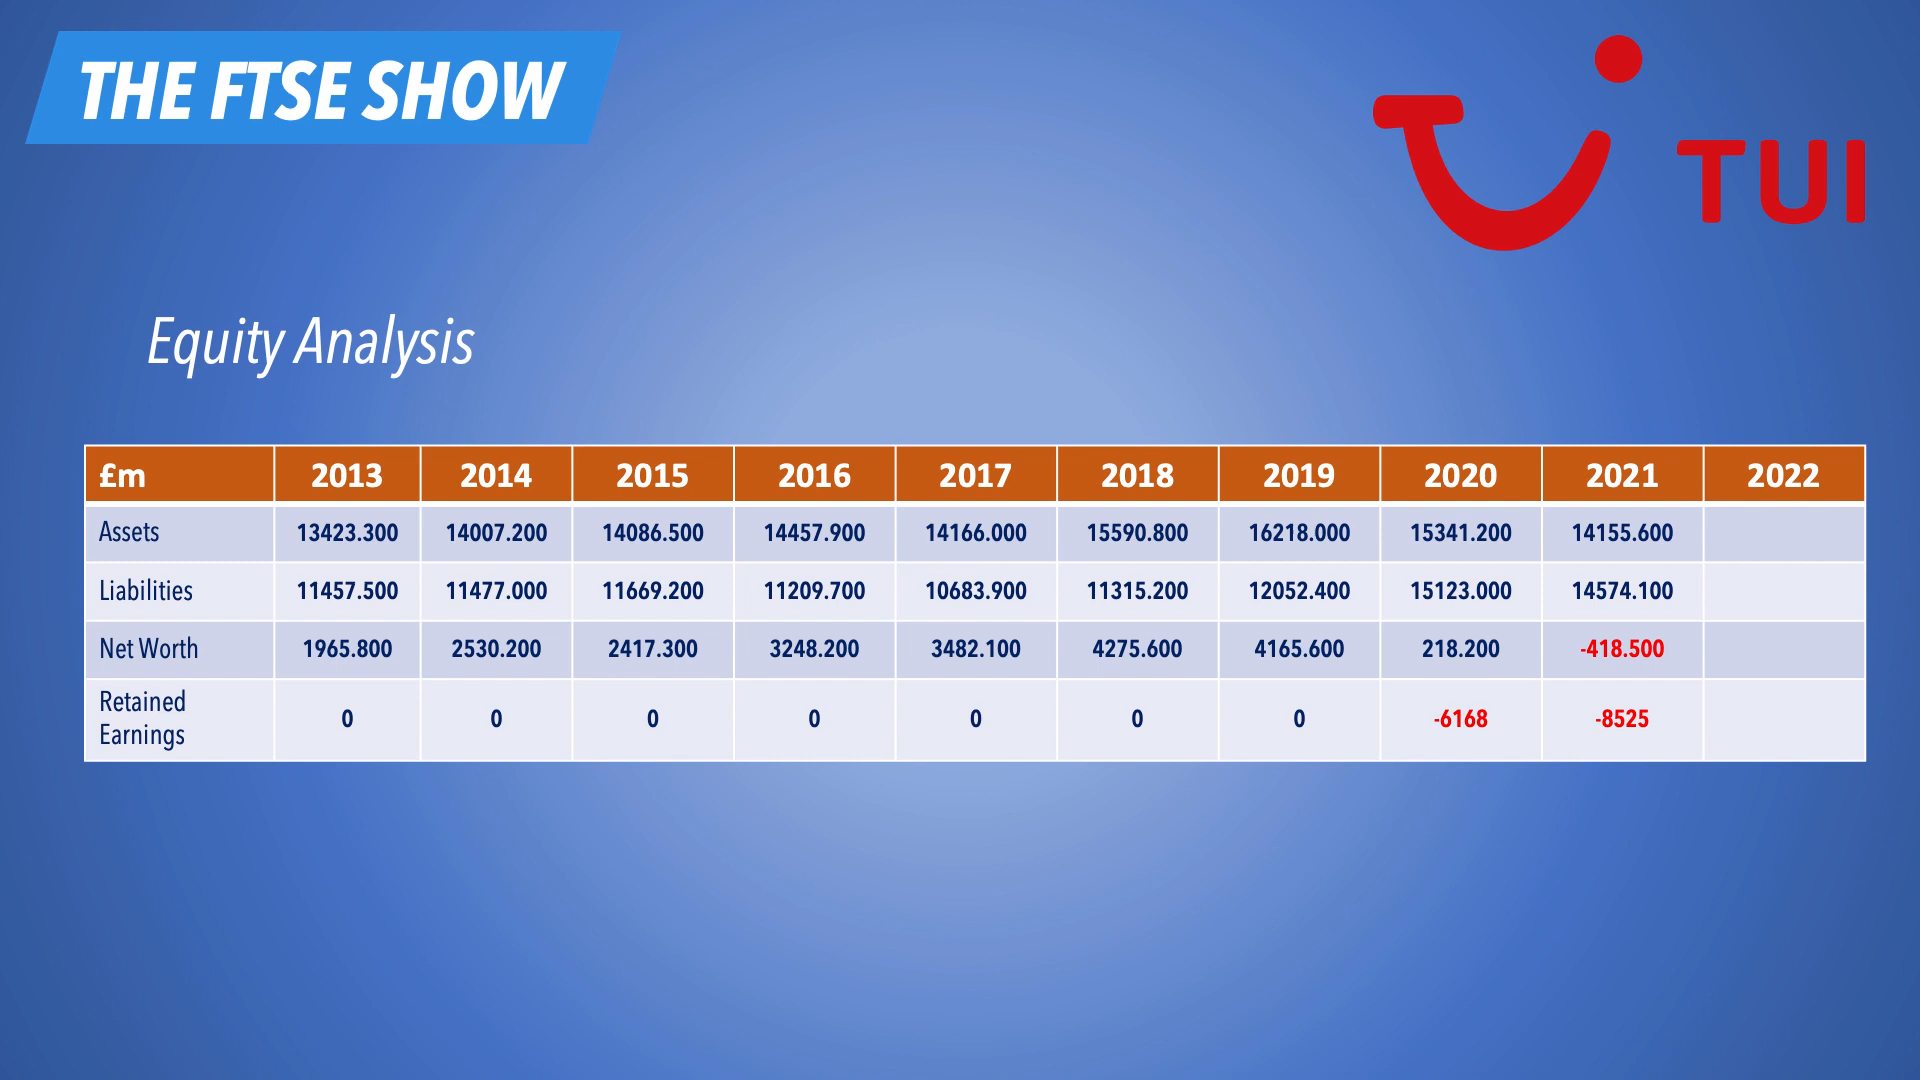 THE FTSE SHOW
TUI
Equity Analysis
£m 2013 2014 2015 2016 2017 2018 2019 2020 2021 2022
Assets 13423.300 14007.200 14086.500 14457.900 14166.000 15590.800 16218.000 15341.200 14155.600
Liabilities 11457.500 11477.000 11669.200 11209.700 10683.900 11315.200 12052.400 15123.000 14574.100
Net Worth 1965.800 2530.200 2417.300 3248.200 3482.100 4275.600 4165.600 218.200 -418.500
Retained
Earnings 0 0 0 0 0 0 0 -6168 -8525